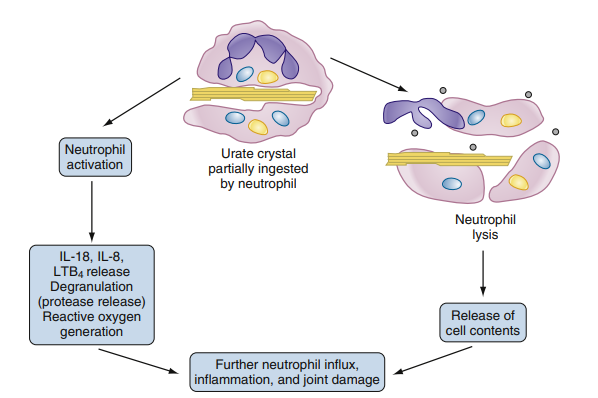 Urate crystal
partially ingested
by neutrophil
Neutrophil
activation
IL-18, IL-8,
LTB₄ release
Degranulation
(protease release)
Reactive oxygen
generation
Neutrophil
lysis
Release of
cell contents
Further neutrophil influx,
inflammation, and joint damage